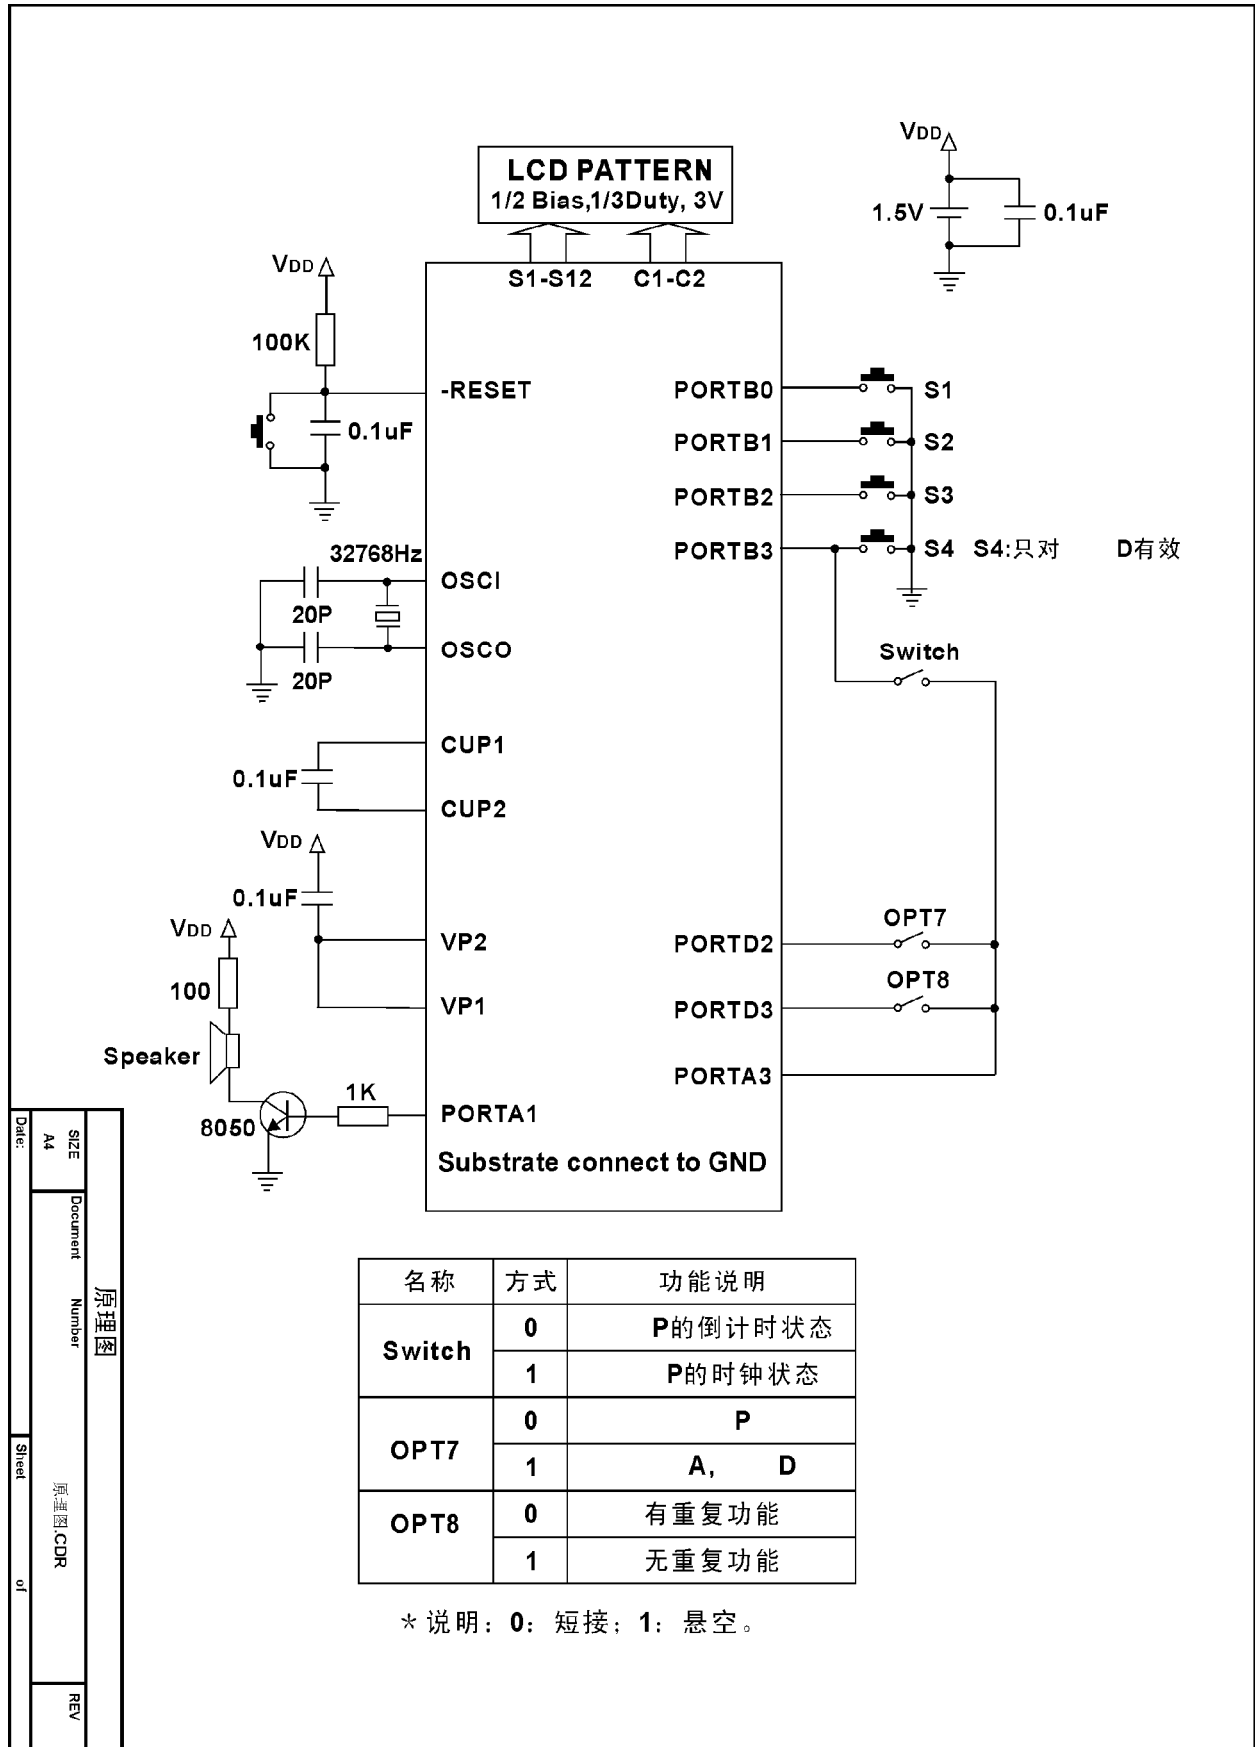 VDD
LCD PATTERN
1/2 Bias,1/3Duty, 3V
1.5V
0.1uF
S1-S12
C1-C2
VDD
100K
-RESET
0.1uF
PORTB0
S1
PORTB1
S2
PORTB2
S3
PORTB3
S4
S4:只对 D有效
32768Hz
OSCI
20P
OSCO
20P
Switch
CUP1
0.1uF
CUP2
VDD
0.1uF
VDD
VP2
100
VP1
OPT7
PORTD2
OPT8
PORTD3
PORTA3
Speaker
1K
8050
PORTA1
Substrate connect to GND
名称 方式 功能说明
Switch
0 P的倒计时状态
1 P的时钟状态
OPT7
0 P
1 A, D
OPT8
0 有重复功能
1 无重复功能
*说明：0：短接；1：悬空。
原理图
SIZE
A4
Document Number
原理图.CDR
REV
Date:
Sheet of